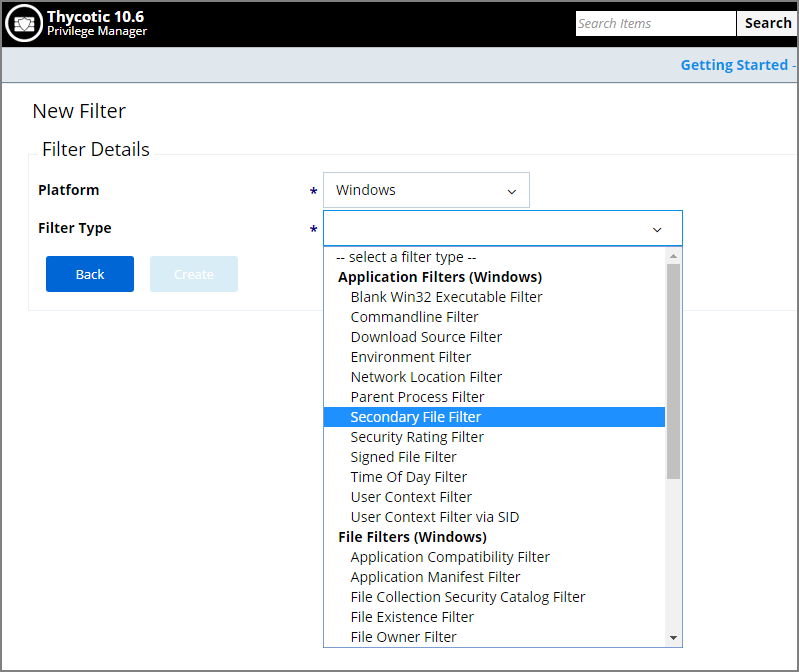 Thycotic 10.6
Privilege Manager
Search Items
Search
Getting Started -
New Filter
Filter Details
Platform * Windows
Filter Type *
Back
Create
-- select a filter type --
Application Filters (Windows)
Blank Win32 Executable Filter
Commandline Filter
Download Source Filter
Environment Filter
Network Location Filter
Parent Process Filter
Secondary File Filter
Security Rating Filter
Signed File Filter
Time Of Day Filter
User Context Filter
User Context Filter via SID
File Filters (Windows)
Application Compatibility Filter
Application Manifest Filter
File Collection Security Catalog Filter
File Existence Filter
File Owner Filter